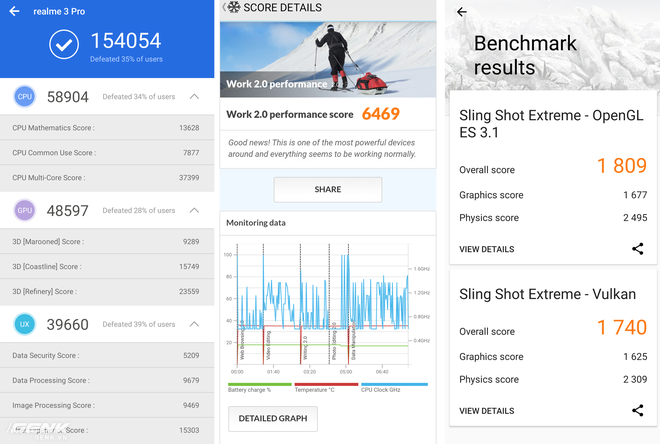 realme 3 Pro
154054
Defeated 35% of users
CPU
58904
Defeated 34% of users
CPU Mathematics Score :
13628
CPU Common Use Score :
7877
CPU Multi-Core Score :
37399
GPU
48597
Defeated 28% of users
3D [Marooned] Score :
9289
3D [Coastline] Score :
15749
3D [Refinery] Score :
23559
UX
39660
Defeated 39% of users
Data Security Score :
5209
Data Processing Score :
9679
Image Processing Score :
9469
15303
GENK
SCORE DETAILS
Work 2.0 performance
Work 2.0 performance score 6469
Good news! This is one of the most powerful devices
around and everything seems to be working normally.
SHARE
Monitoring data
100
80
60
40
20
0
1.6GHz
1.2GHz
0.8GHz
0.4GHz
Web Browsing 2.0
Video Editing
Writing 2.0
Photo Editing 2.0
Data Manipulation
00:00
01:40
03:20
05:00
06:40
Battery charge %
Temperature °C
CPU Clock GHz
DETAILED GRAPH
Benchmark
results
Sling Shot Extreme - OpenGL
ES 3.1
Overall score
1 809
Graphics score
1 677
Physics score
2 495
VIEW DETAILS
Sling Shot Extreme - Vulkan
Overall score
1 740
Graphics score
1 625
Physics score
2 309
VIEW DETAILS